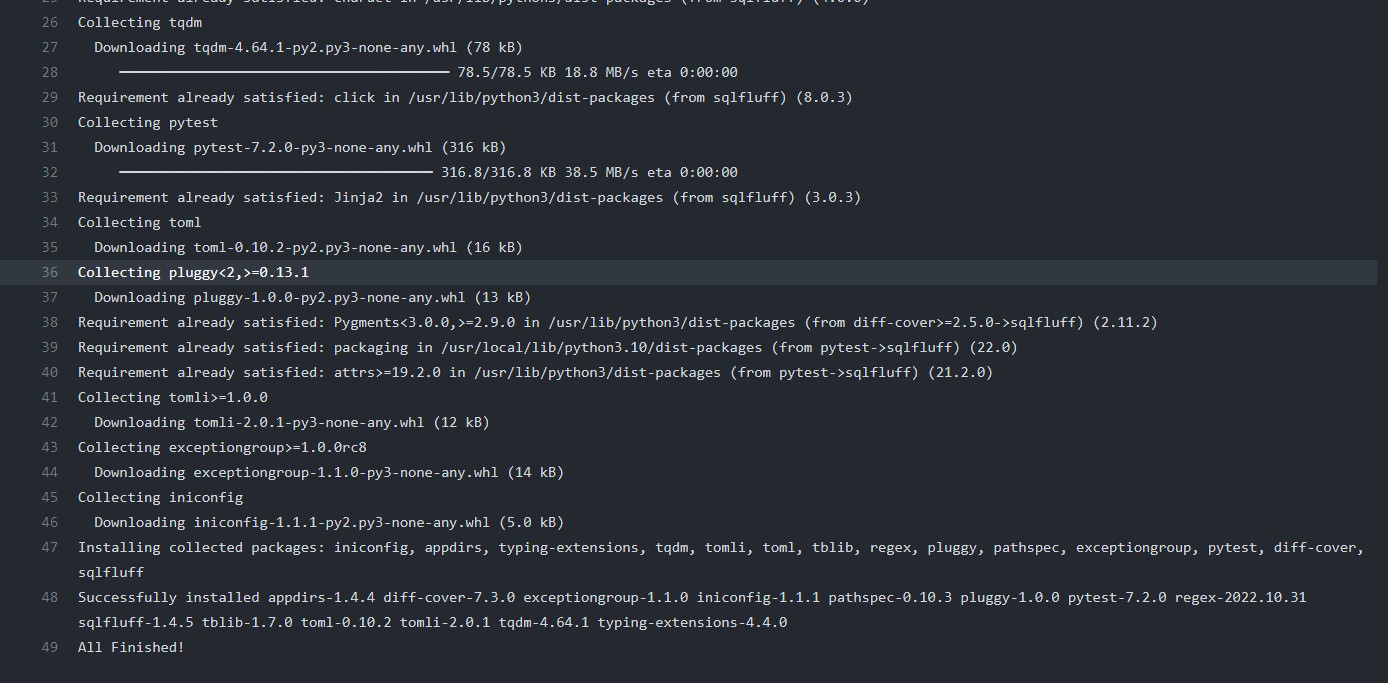 26 Collecting tqdm
27 Downloading tqdm-4.64.1-py2.py3-none-any.whl (78 kB)
28 ━━━━━━━━━━━━━━━━━━━━━━━━━━━━━━━━━━━━━━━━ 78.5/78.5 KB 18.8 MB/s eta 0:00:00
29 Requirement already satisfied: click in /usr/lib/python3/dist-packages (from sqlfluff) (8.0.3)
30 Collecting pytest
31 Downloading pytest-7.2.0-py3-none-any.whl (316 kB)
32 ━━━━━━━━━━━━━━━━━━━━━━━━━━━━━━━━━━━━━━ 316.8/316.8 KB 38.5 MB/s eta 0:00:00
33 Requirement already satisfied: Jinja2 in /usr/lib/python3/dist-packages (from sqlfluff) (3.0.3)
34 Collecting toml
35 Downloading toml-0.10.2-py2.py3-none-any.whl (16 kB)
36 Collecting pluggy<2,>=0.13.1
37 Downloading pluggy-1.0.0-py2.py3-none-any.whl (13 kB)
38 Requirement already satisfied: Pygments<3.0.0,>=2.9.0 in /usr/lib/python3/dist-packages (from diff-cover>=2.5.0->sqlfluff) (2.11.2)
39 Requirement already satisfied: packaging in /usr/local/lib/python3.10/dist-packages (from pytest->sqlfluff) (22.0)
40 Requirement already satisfied: attrs>=19.2.0 in /usr/lib/python3/dist-packages (from pytest->sqlfluff) (21.2.0)
41 Collecting tomli>=1.0.0
42 Downloading tomli-2.0.1-py3-none-any.whl (12 kB)
43 Collecting exceptiongroup>=1.0.0rc8
44 Downloading exceptiongroup-1.1.0-py3-none-any.whl (14 kB)
45 Collecting iniconfig
46 Downloading iniconfig-1.1.1-py2.py3-none-any.whl (5.0 kB)
47 Installing collected packages: iniconfig, appdirs, typing-extensions, tqdm, tomli, toml, tblib, regex, pluggy, pathspec, exceptiongroup, pytest, diff-cover,
sqlfluff
48 Successfully installed appdirs-1.4.4 diff-cover-7.3.0 exceptiongroup-1.1.0 iniconfig-1.1.1 pathspec-0.10.3 pluggy-1.0.0 pytest-7.2.0 regex-2022.10.31
sqlfluff-1.4.5 tblib-1.7.0 toml-0.10.2 tomli-2.0.1 tqdm-4.64.1 typing-extensions-4.4.0
49 All Finished!